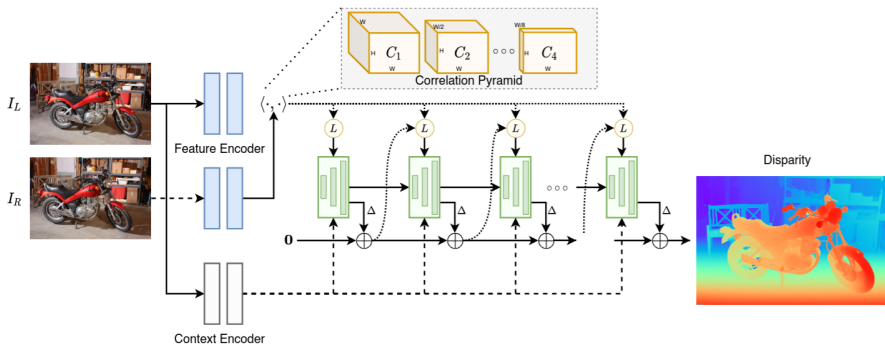 W
W/2
W/8
H
C₁
W
H
C₂
W
H
C₄
W
Correlation Pyramid
I_L
Feature Encoder
⟨ · , · ⟩
L
L
L
L
I_R
Disparity
Δ
Δ
Δ
Δ
0
Context Encoder